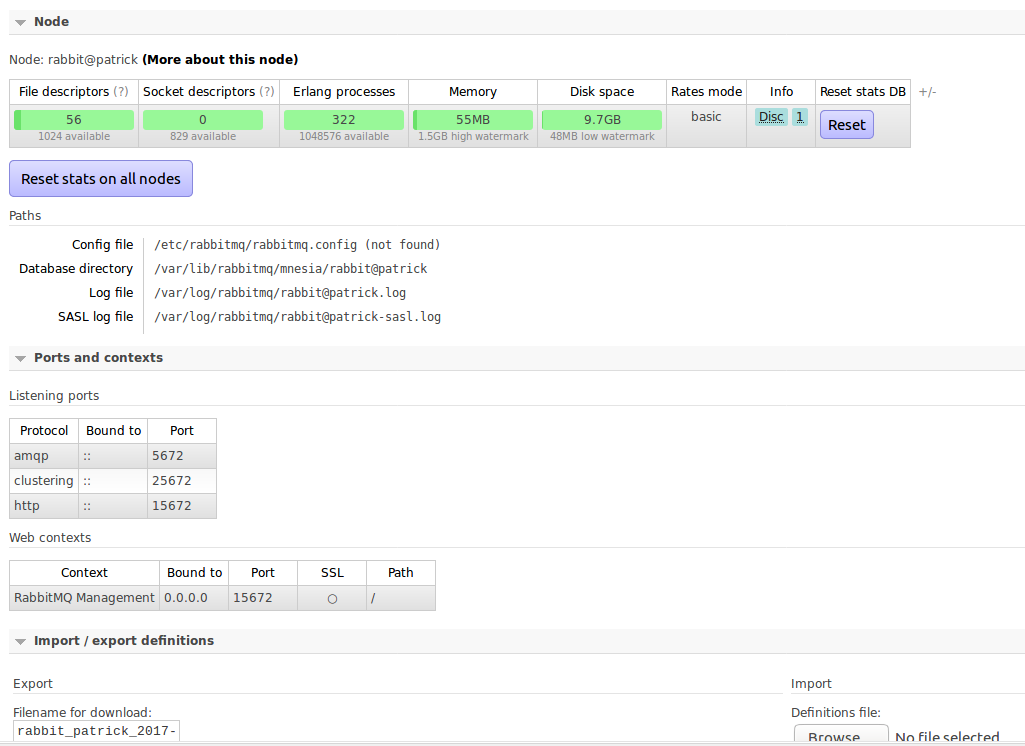 Node
Node: rabbit@patrick (More about this node)
File descriptors (?) Socket descriptors (?) Erlang processes Memory Disk space Rates mode Info Reset stats DB +/-
56 0 322 55MB 9.7GB basic Disc 1 Reset
1024 available 829 available 1048576 available 1.5GB high watermark 48MB low watermark
Reset stats on all nodes
Paths
Config file /etc/rabbitmq/rabbitmq.config (not found)
Database directory /var/lib/rabbitmq/mnesia/rabbit@patrick
Log file /var/log/rabbitmq/rabbit@patrick.log
SASL log file /var/log/rabbitmq/rabbit@patrick-sasl.log
Ports and contexts
Listening ports
Protocol Bound to Port
amqp :: 5672
clustering :: 25672
http :: 15672
Web contexts
Context Bound to Port SSL Path
RabbitMQ Management 0.0.0.0 15672 ○ /
Import / export definitions
Export Import
Filename for download: Definitions file:
rabbit_patrick_2017- Browse... No file selected.